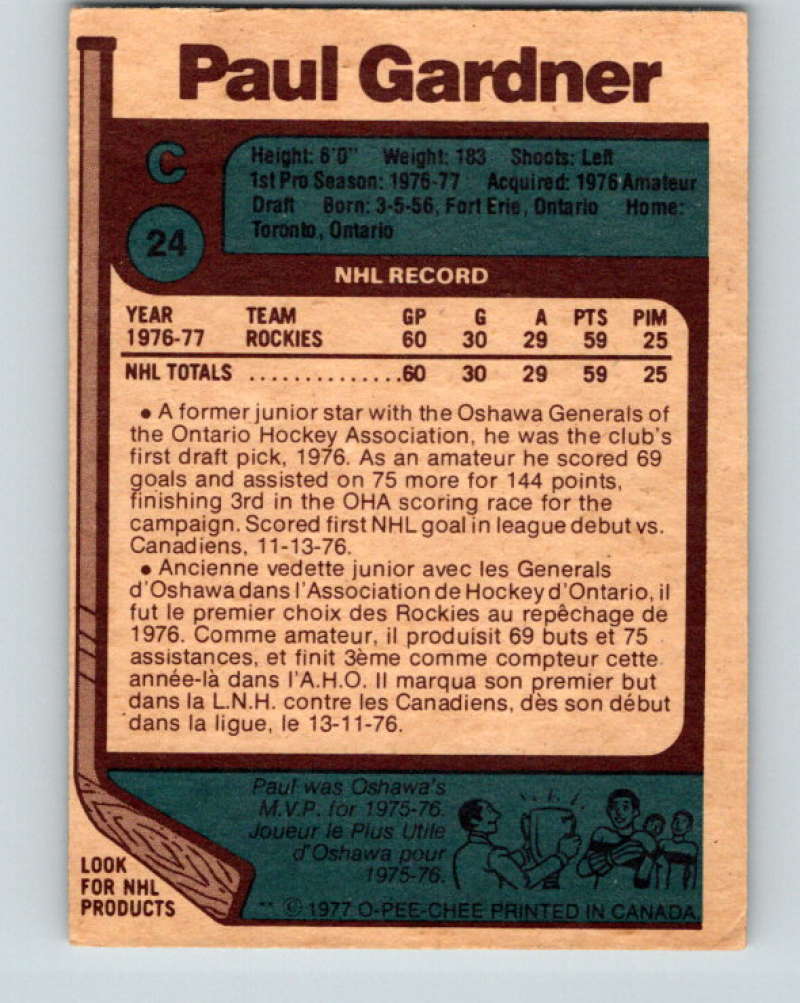 Paul Gardner
C
Height: 6'0" Weight: 183 Shoots: Left
1st Pro Season: 1976-77 Acquired: 1976 Amateur
Draft Born: 3-5-56, Fort Erie, Ontario Home:
Toronto, Ontario
24
NHL RECORD
YEAR TEAM GP G A PTS PIM
1976-77 ROCKIES 60 30 29 59 25
NHL TOTALS ...............60 30 29 59 25
• A former junior star with the Oshawa Generals of
the Ontario Hockey Association, he was the club's
first draft pick, 1976. As an amateur he scored 69
goals and assisted on 75 more for 144 points,
finishing 3rd in the OHA scoring race for the
campaign. Scored first NHL goal in league debut vs.
Canadiens, 11-13-76.
• Ancienne vedette junior avec les Generals
d'Oshawa dans l'Association de Hockey d'Ontario, il
fut le premier choix des Rockies au repêchage de
1976. Comme amateur, il produisit 69 buts et 75
assistances, et finit 3ème comme compteur cette
année-là dans l'A.H.O. Il marqua son premier but
dans la L.N.H. contre les Canadiens, dès son début
dans la ligue, le 13-11-76.
Paul was Oshawa's
M.V.P. for 1975-76.
Joueur le Plus Utile
d'Oshawa pour
1975-76.
LOOK
FOR NHL
PRODUCTS
** © 1977 O-PEE-CHEE PRINTED IN CANADA